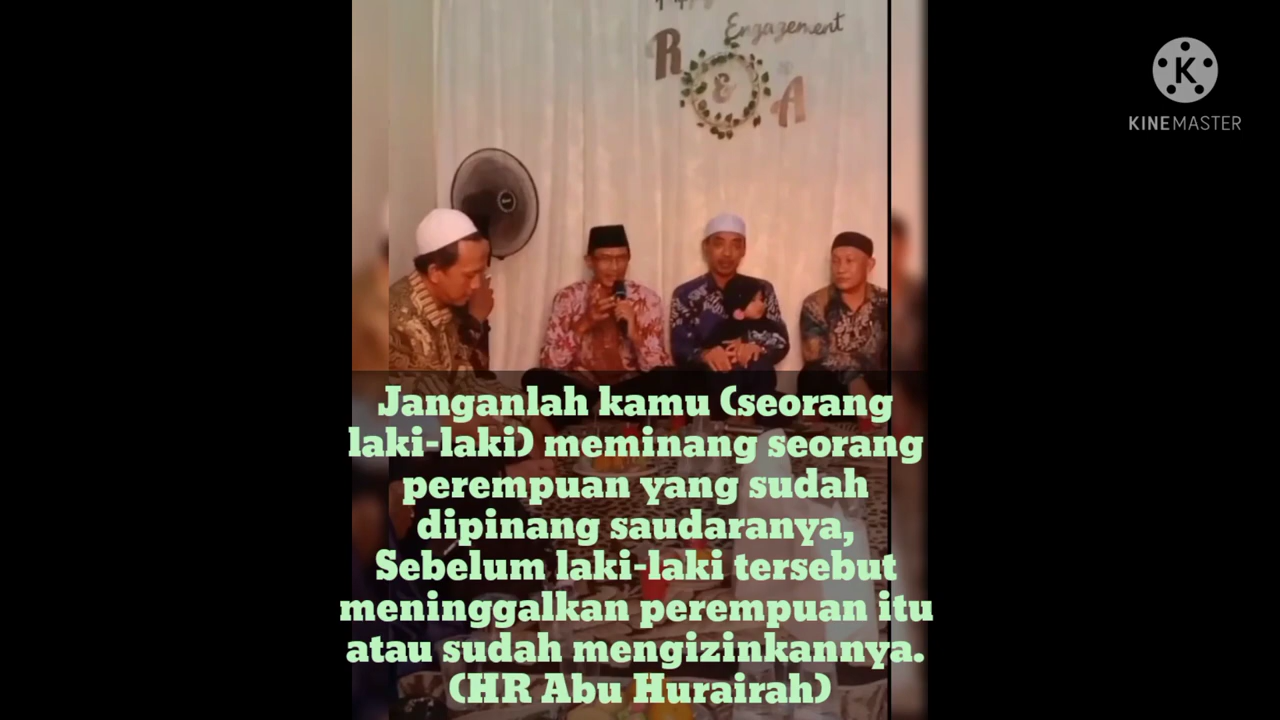 Engagement
R
&
A
KINEMASTER
Janganlah kamu (seorang
laki-laki) meminang seorang
perempuan yang sudah
dipinang saudaranya,
Sebelum laki-laki tersebut
meninggalkan perempuan itu
atau sudah mengizinkannya.
(HR Abu Hurairah)